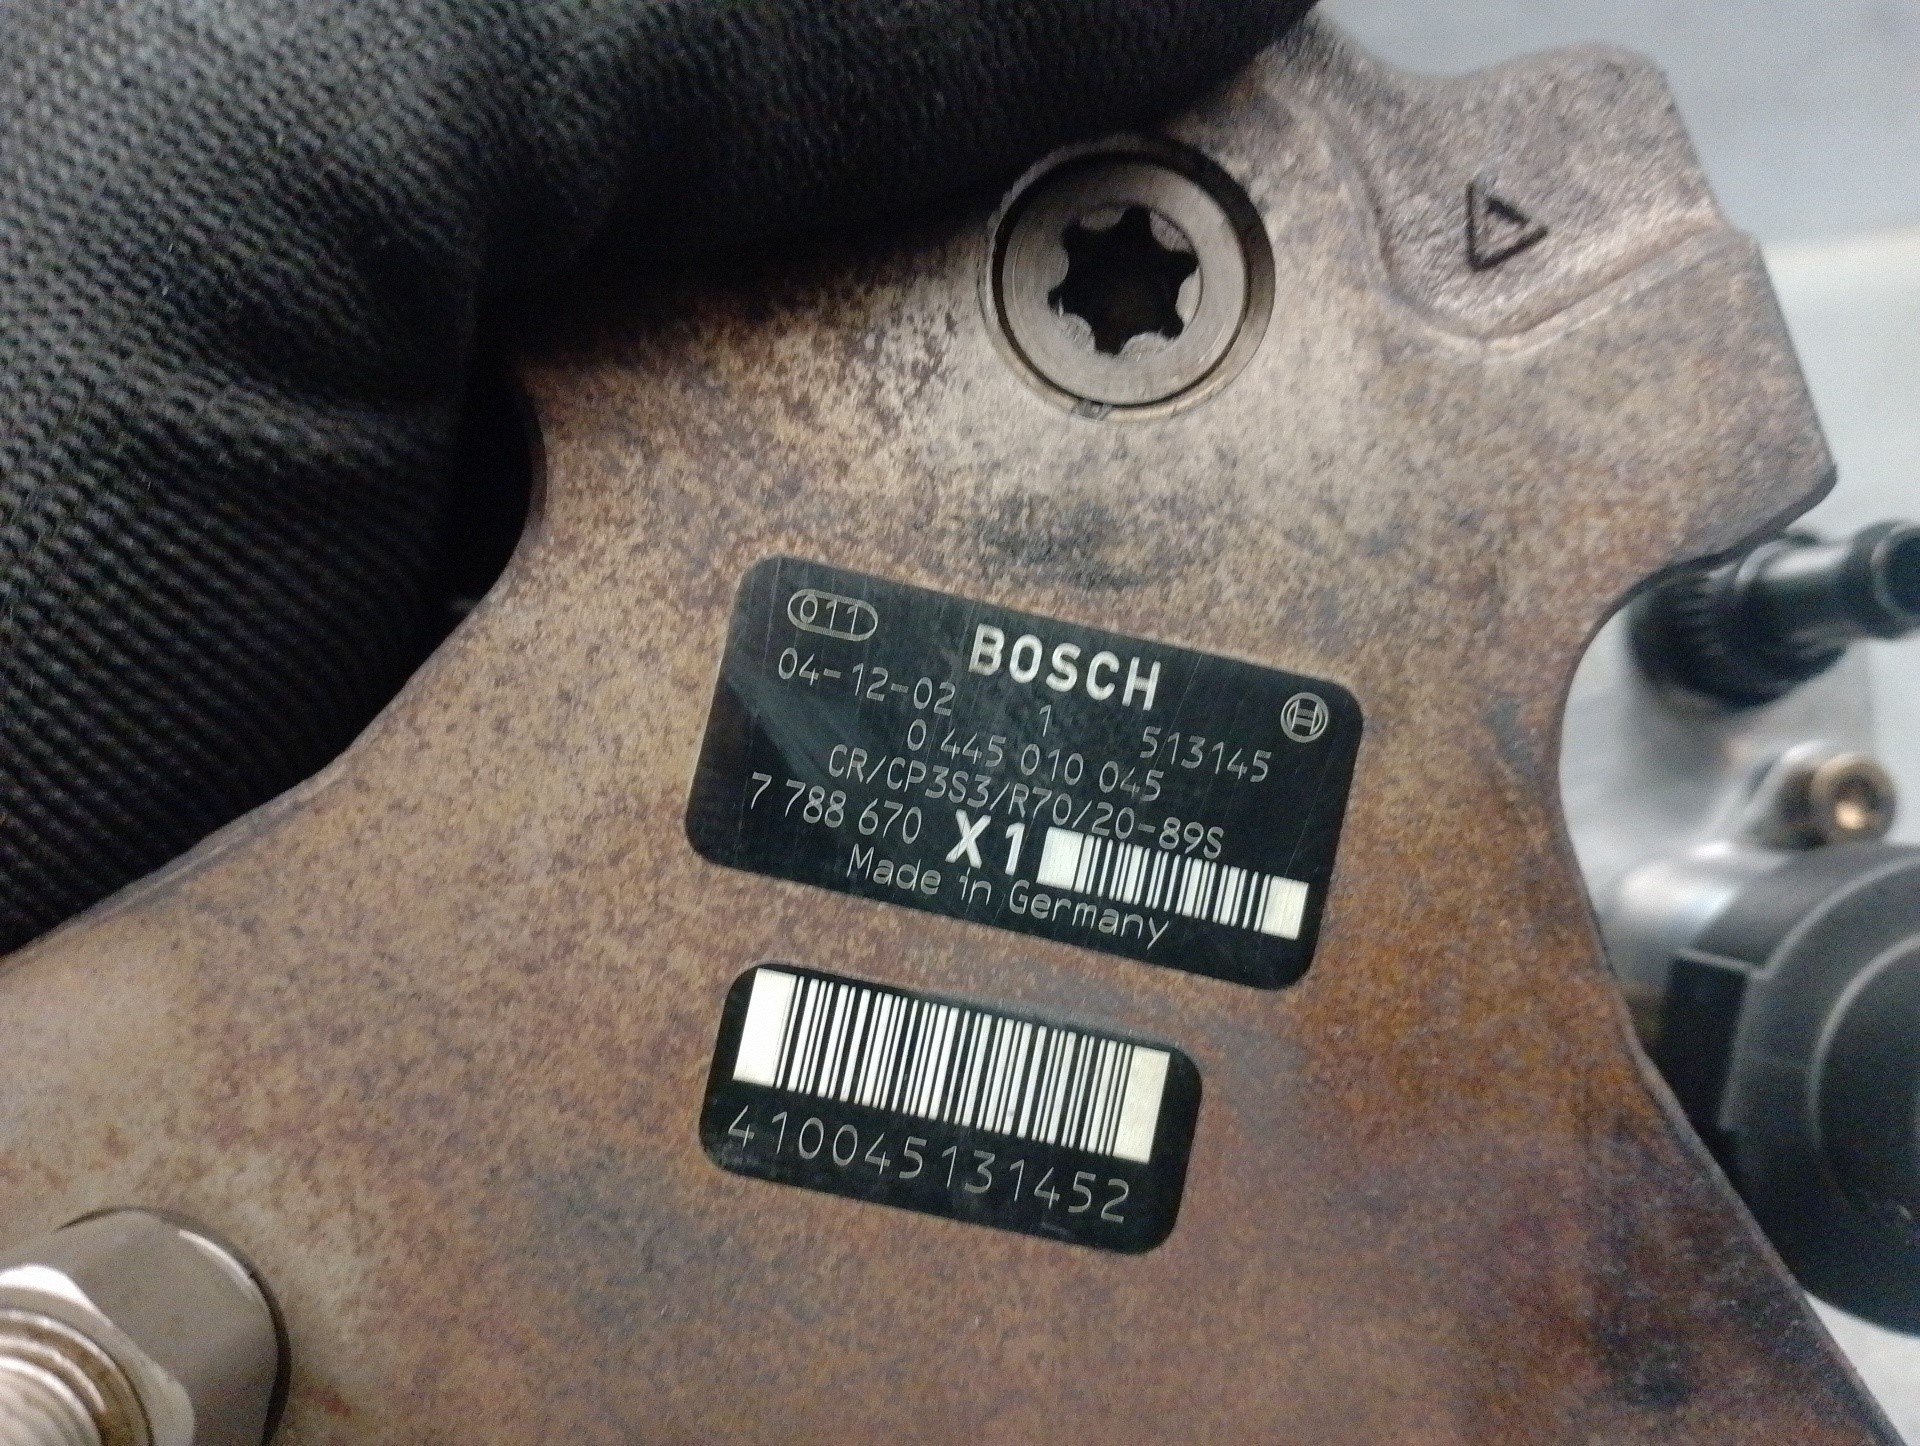 011
BOSCH
04-12-02 1 513145
0 445 010 045
CR/CP3S3/R70/20-89S
7 788 670 X1
Made in Germany
410045131452